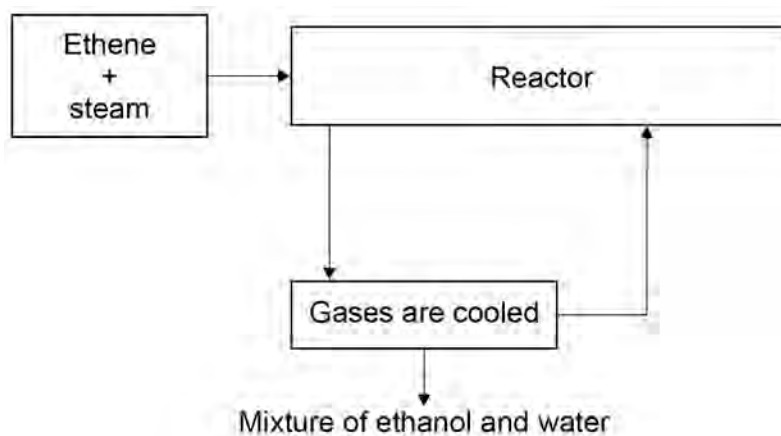 Ethene
+
steam
Reactor
Gases are cooled
Mixture of ethanol and water